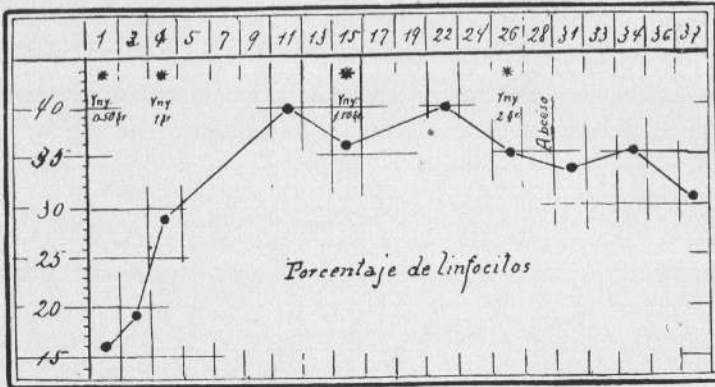 1 2 4 5 7 9 11 13 15 17 19 22 24 26 28 31 33 34 36 37
* * * *
Yny. Yny. Yny. Yny.
0.50 gr 1 gr 1.50 gr 2 gr
Abceso
40
35
30
25
20
15
Porcentaje de linfocitos